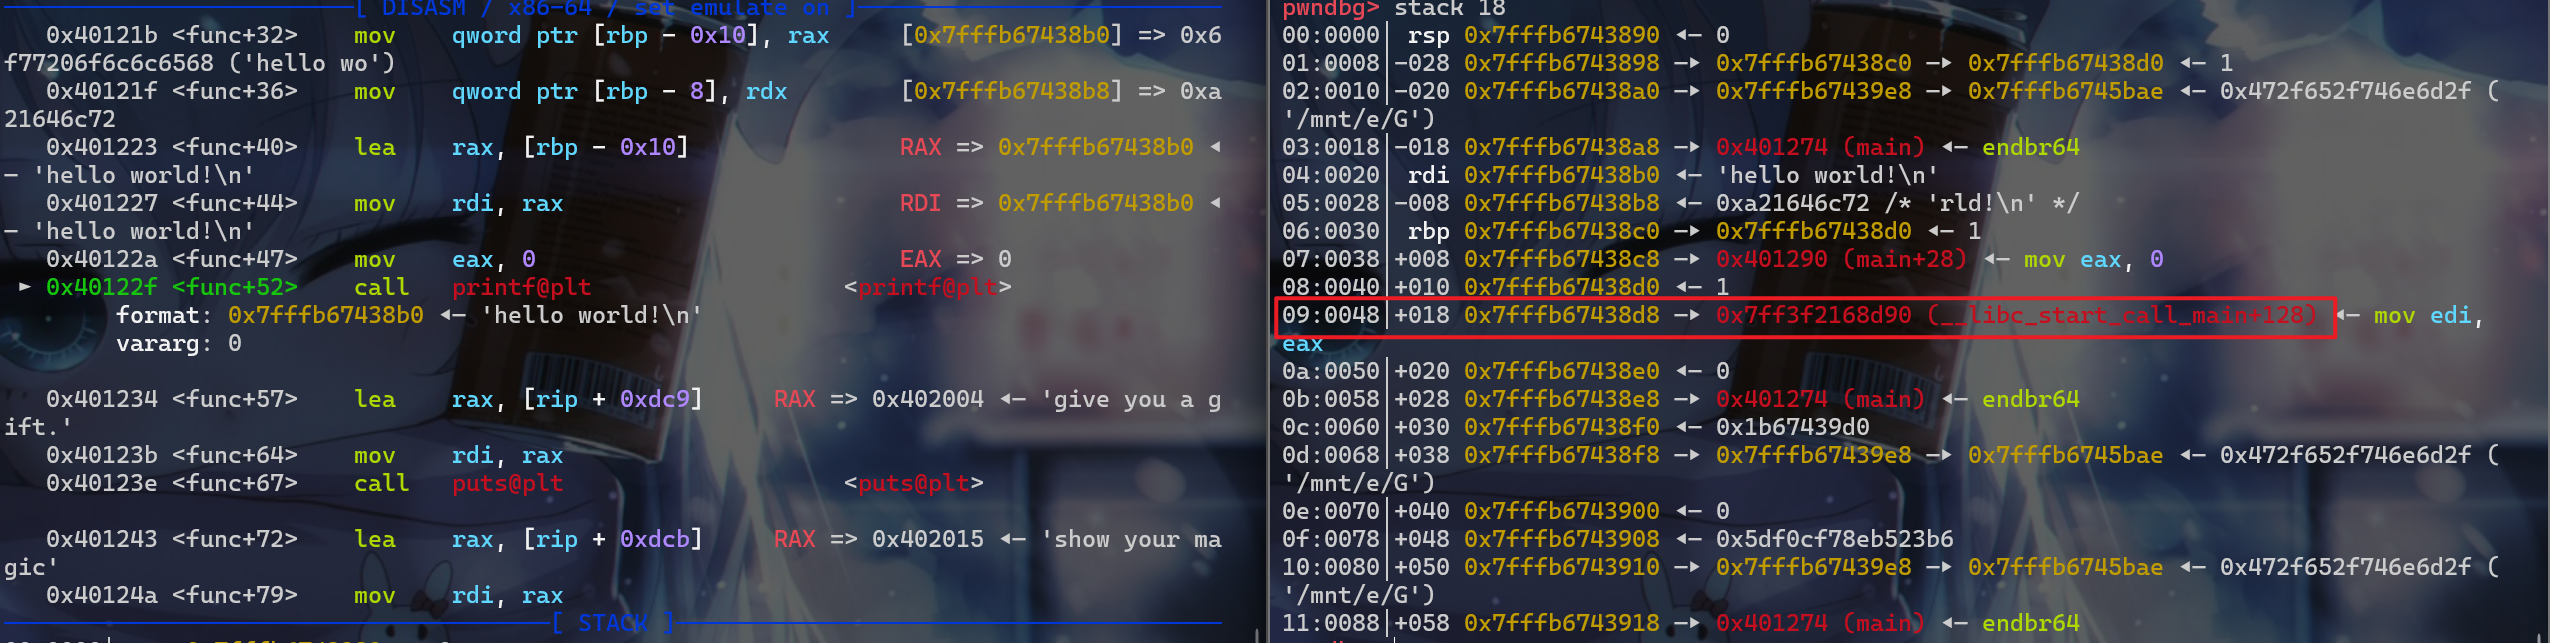 [ DISASM / x86-64 / set emulate on ]
0x40121b <func+32> mov qword ptr [rbp - 0x10], rax [0x7fffb67438b0] => 0x6
f77206f6c6c6568 ('hello wo')
0x40121f <func+36> mov qword ptr [rbp - 8], rdx [0x7fffb67438b8] => 0xa
21646c72
0x401223 <func+40> lea rax, [rbp - 0x10] RAX => 0x7fffb67438b0 ◂
— 'hello world!\n'
0x401227 <func+44> mov rdi, rax RDI => 0x7fffb67438b0 ◂
— 'hello world!\n'
0x40122a <func+47> mov eax, 0 EAX => 0
► 0x40122f <func+52> call printf@plt <printf@plt>
format: 0x7fffb67438b0 ◂— 'hello world!\n'
vararg: 0
0x401234 <func+57> lea rax, [rip + 0xdc9] RAX => 0x402004 ◂— 'give you a g
ift.'
0x40123b <func+64> mov rdi, rax
0x40123e <func+67> call puts@plt <puts@plt>
0x401243 <func+72> lea rax, [rip + 0xdcb] RAX => 0x402015 ◂— 'show your ma
gic'
0x40124a <func+79> mov rdi, rax
[ STACK ]
pwndbg> stack 18
00:0000│ rsp 0x7fffb6743890 ◂— 0
01:0008│-028 0x7fffb6743898 —▸ 0x7fffb67438c0 —▸ 0x7fffb67438d0 ◂— 1
02:0010│-020 0x7fffb67438a0 —▸ 0x7fffb67439e8 —▸ 0x7fffb6745bae ◂— 0x472f652f746e6d2f (
'/mnt/e/G')
03:0018│-018 0x7fffb67438a8 —▸ 0x401274 (main) ◂— endbr64
04:0020│ rdi 0x7fffb67438b0 ◂— 'hello world!\n'
05:0028│-008 0x7fffb67438b8 ◂— 0xa21646c72 /* 'rld!\n' */
06:0030│ rbp 0x7fffb67438c0 —▸ 0x7fffb67438d0 ◂— 1
07:0038│+008 0x7fffb67438c8 —▸ 0x401290 (main+28) ◂— mov eax, 0
08:0040│+010 0x7fffb67438d0 ◂— 1
09:0048│+018 0x7fffb67438d8 —▸ 0x7ff3f2168d90 (__libc_start_call_main+128) ◂— mov edi,
eax
0a:0050│+020 0x7fffb67438e0 ◂— 0
0b:0058│+028 0x7fffb67438e8 —▸ 0x401274 (main) ◂— endbr64
0c:0060│+030 0x7fffb67438f0 ◂— 0x1b67439d0
0d:0068│+038 0x7fffb67438f8 —▸ 0x7fffb67439e8 —▸ 0x7fffb6745bae ◂— 0x472f652f746e6d2f (
'/mnt/e/G')
0e:0070│+040 0x7fffb6743900 ◂— 0
0f:0078│+048 0x7fffb6743908 ◂— 0x5df0cf78eb523b6
10:0080│+050 0x7fffb6743910 —▸ 0x7fffb67439e8 —▸ 0x7fffb6745bae ◂— 0x472f652f746e6d2f (
'/mnt/e/G')
11:0088│+058 0x7fffb6743918 —▸ 0x401274 (main) ◂— endbr64